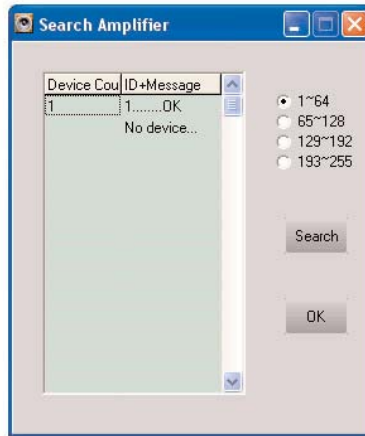 Search Amplifier
Device Cou ID+Message
1 1........OK
No device...
1~64
65~128
129~192
193~255
Search
OK